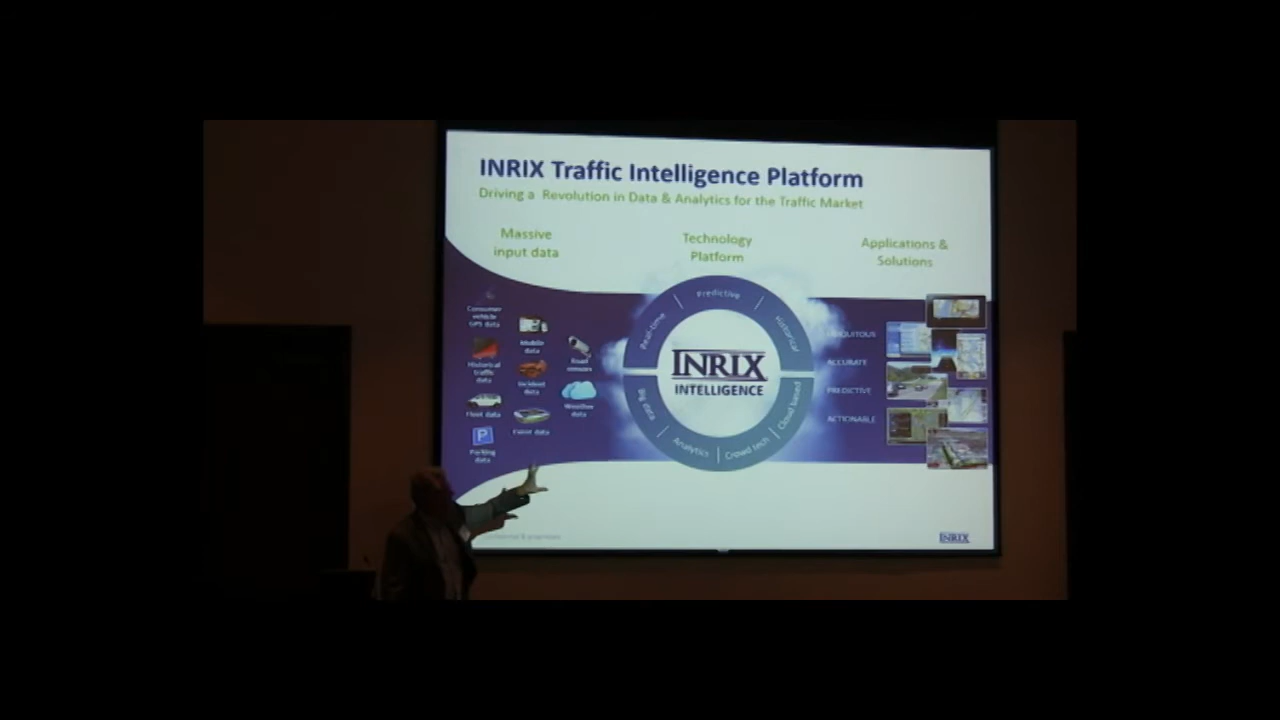 INRIX Traffic Intelligence Platform
Driving a Revolution in Data & Analytics for the Traffic Market
Massive
input data
Technology
Platform
Applications &
Solutions
Consumer
vehicle
GPS data
Mobile
data
Road
sensors
Historical
traffic
data
Incident
data
Weather
data
Fleet data
Event data
P
Parking
data
Real-time
Predictive
Historical
INRIX
INTELLIGENCE
Big data
Analytics
Crowd tech
Cloud based
UBIQUITOUS
ACCURATE
PREDICTIVE
ACTIONABLE
INRIX